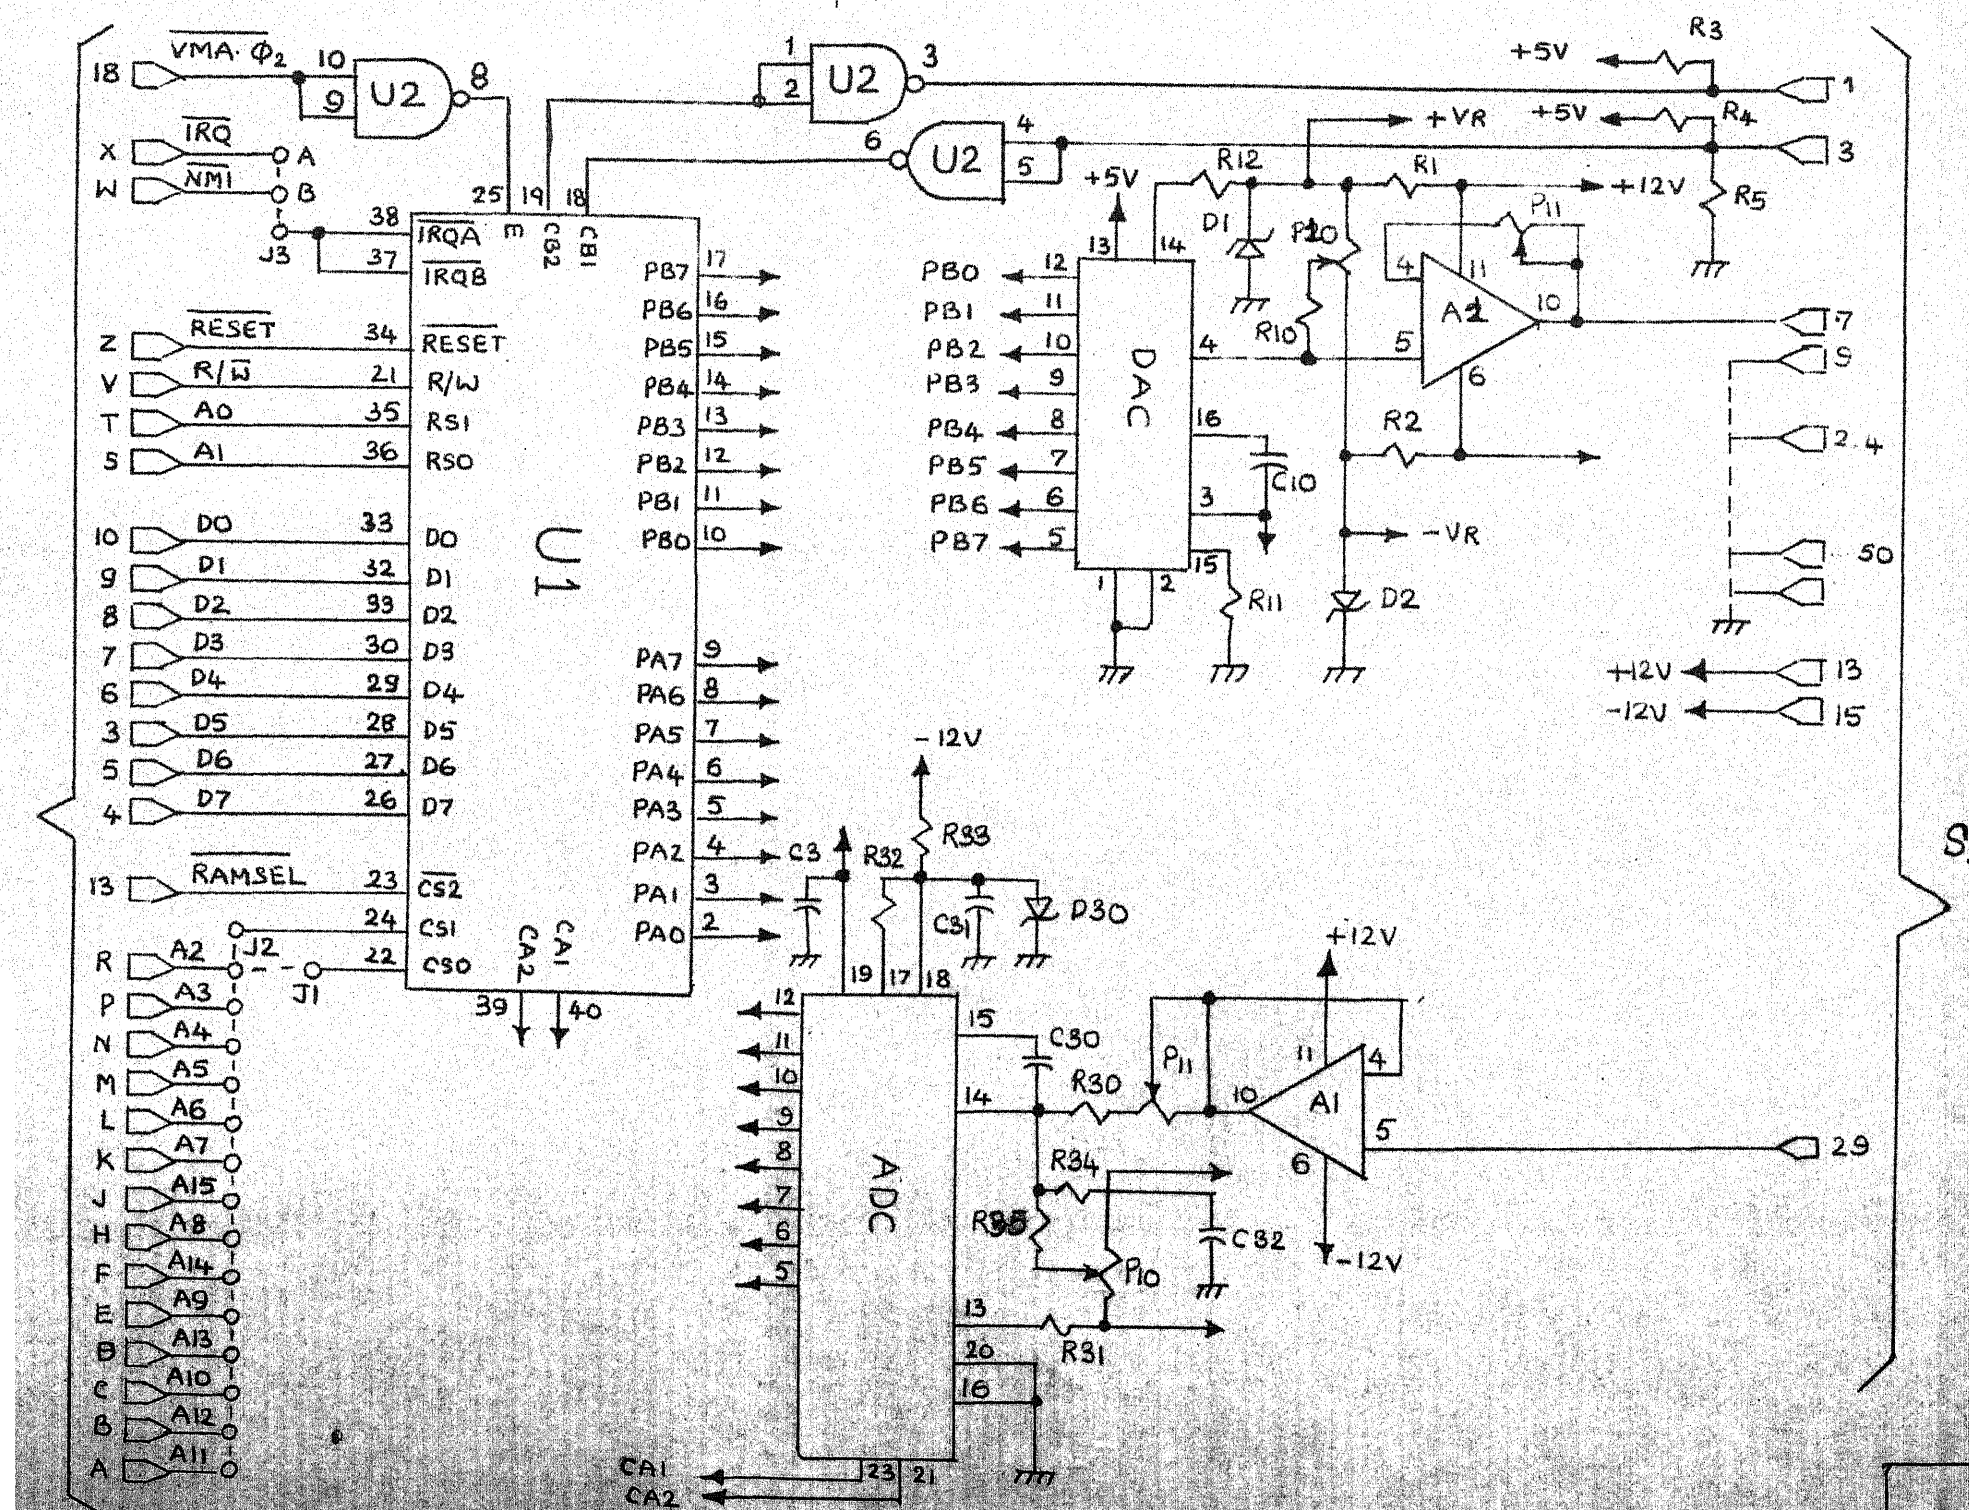 18 VMA·Φ2 10 9 U2 8
1 2 U2 3 +5V R3 1
X IRQ A
W NMI B
J3
6 U2 4 5 +5V R4 3
R5
25 19 18
38 IRQA E CB2 CB1
37 IRQB
Z RESET 34 RESET
V R/W 21 R/W
T A0 35 RS1
S A1 36 RS0
10 D0 33 D0
9 D1 32 D1
8 D2 33 D2
7 D3 30 D3
6 D4 29 D4
3 D5 28 D5
5 D6 27 D6
4 D7 26 D7
13 RAMSEL 23 CS2
24 CS1
J2
R A2 J1 22 CS0
P A3
N A4
M A5
L A6
K A7
J A15
H A8
F A14
E A9
D A13
C A10
B A12
A A11
U1
PB7 17
PB6 16
PB5 15
PB4 14
PB3 13
PB2 12
PB1 11
PB0 10
PA7 9
PA6 8
PA5 7
PA4 6
PA3 5
PA2 4
PA1 3
PA0 2
CA2 CA1
39 40
+5V 13 14 R12 +VR R1 +12V
D1 P20 P11
PB0 12
PB1 11
PB2 10
PB3 9
PB4 8
PB5 7
PB6 6
PB7 5
DAC
4 R10
16 C10
3
15 R11
1 2
4 11 A2 10
5 6
R2
-VR
D2
7
9
2 4
50
+12V 13
-12V 15
S
-12V
R33
C3 R32 C31 D30
19 17 18
12
11
10
9
8
7
6
5
ADC
15 C30
14 R30 P11
R34
C32
P10
13 R31
20
16
23 21
CA1
CA2
+12V
11 4
10 A1
5 29
6
-12V